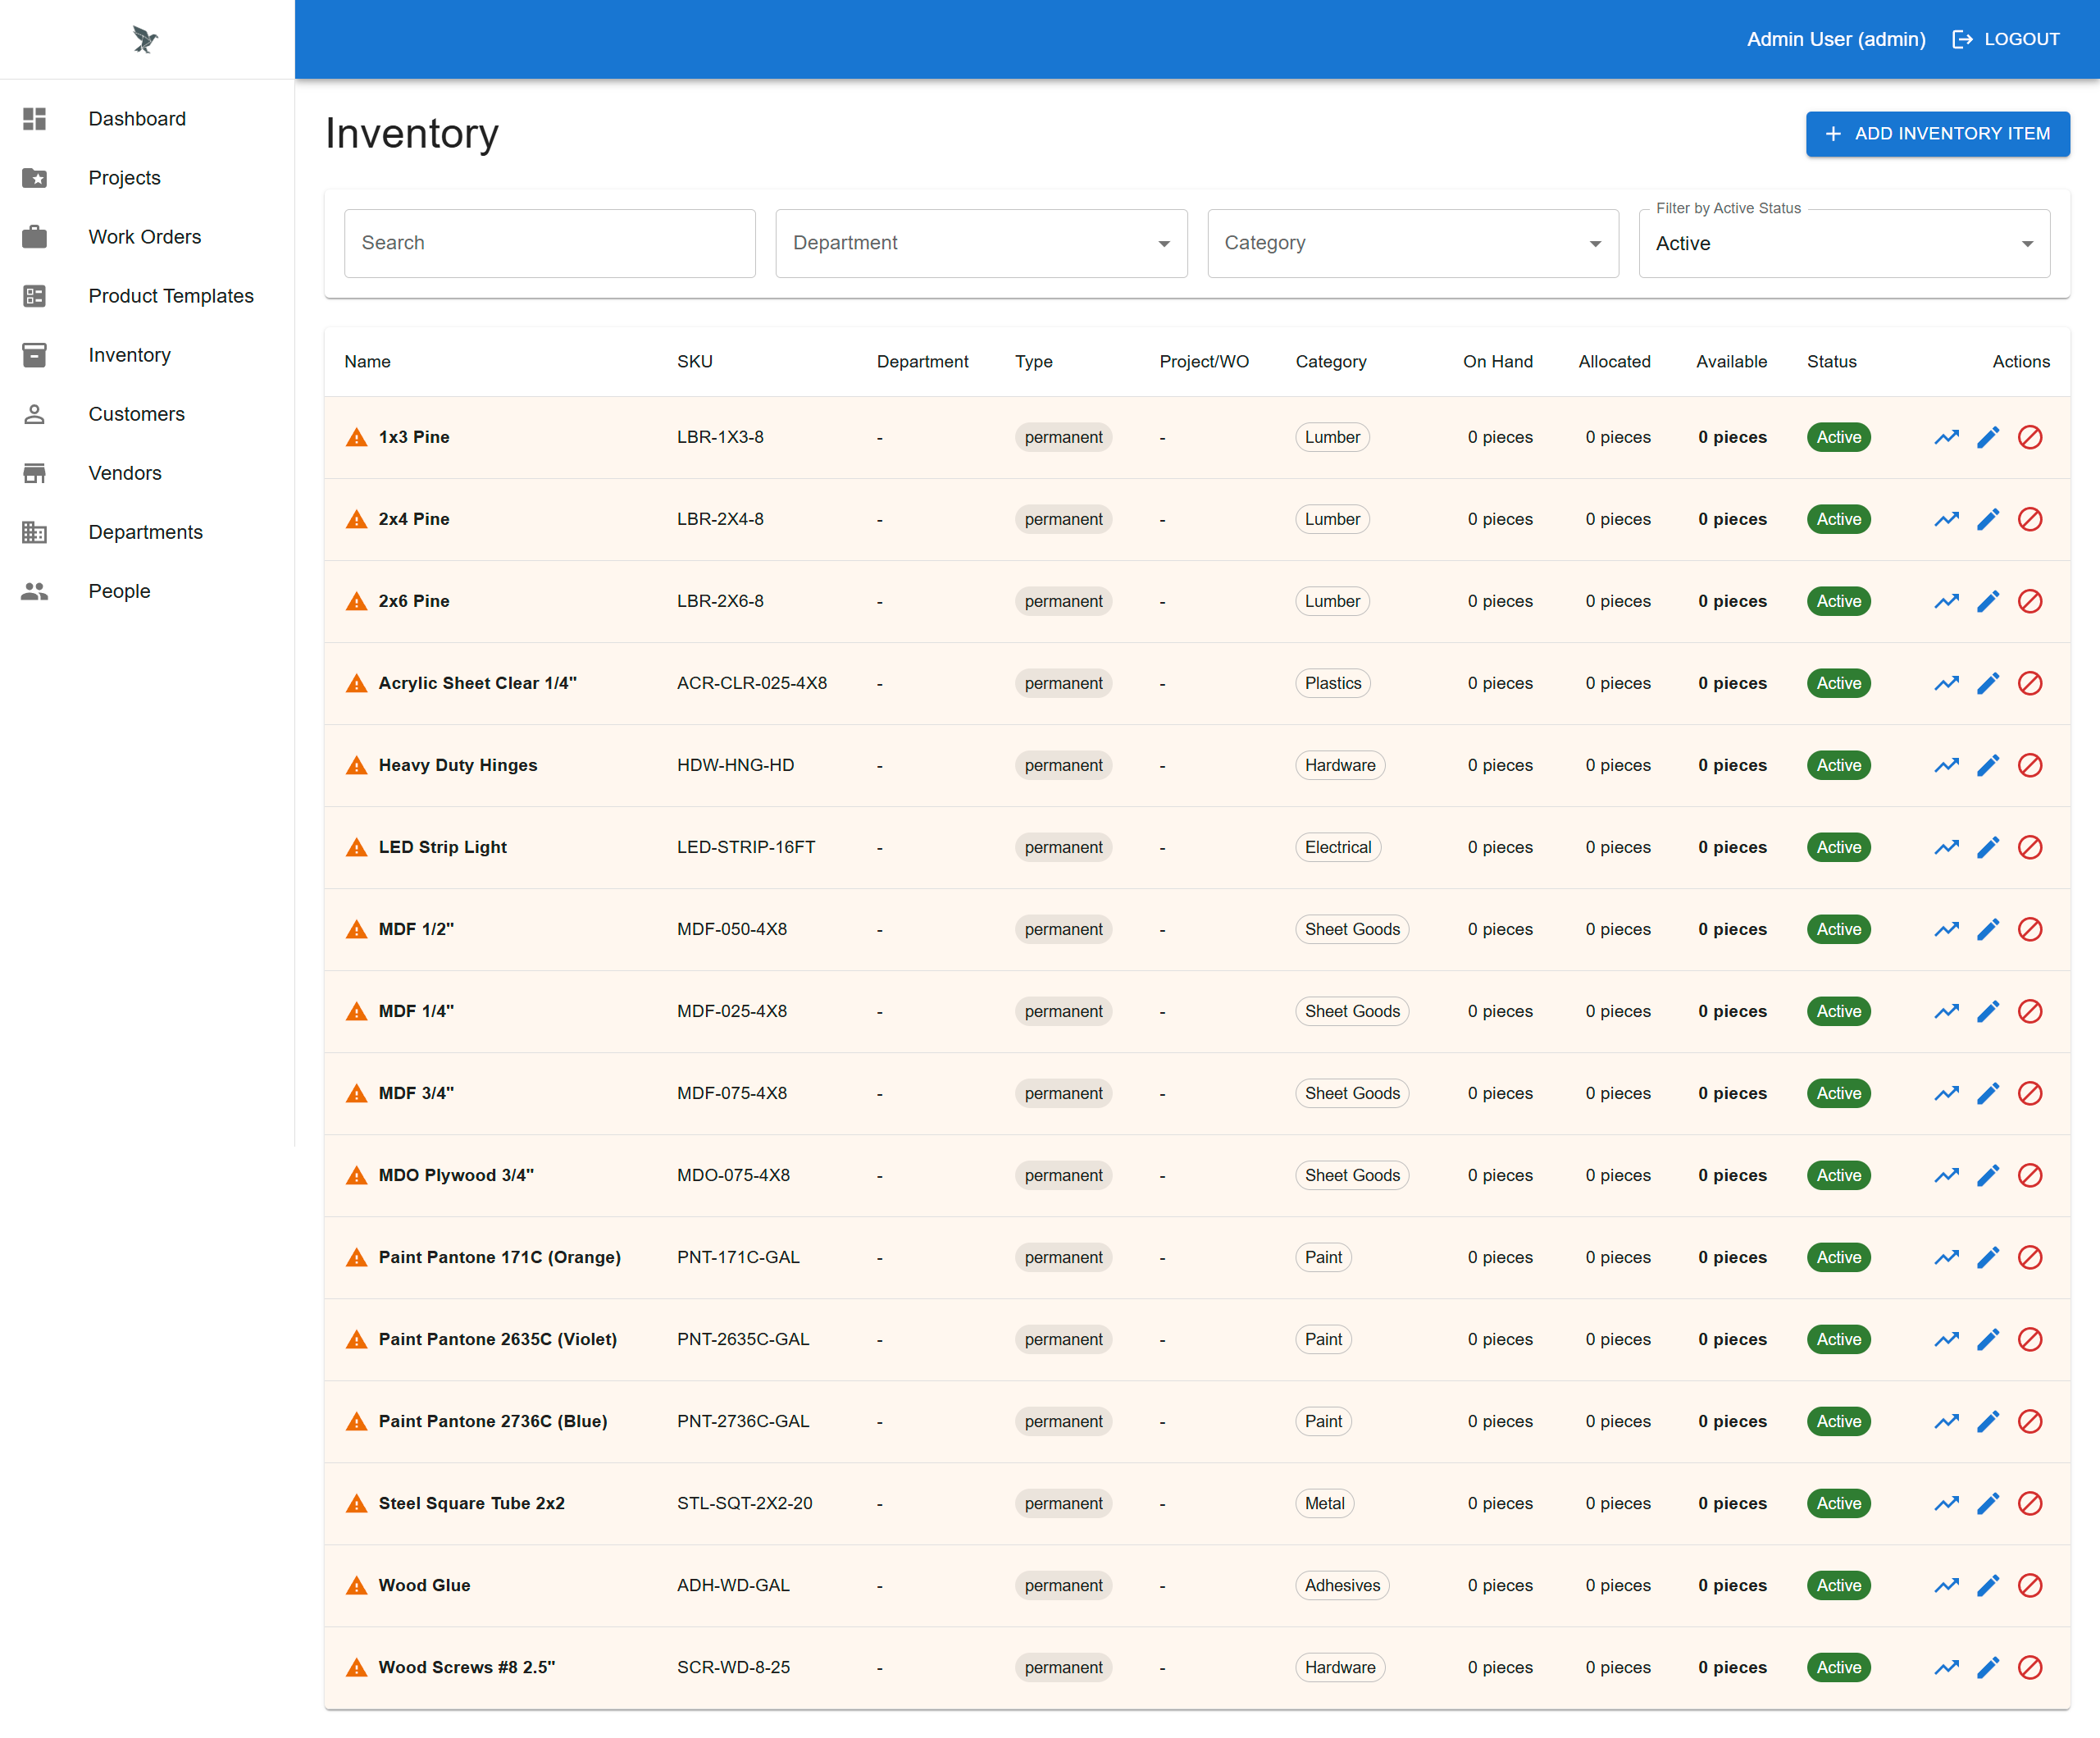 Admin User (admin) LOGOUT
Dashboard
Projects
Work Orders
Product Templates
Inventory
Customers
Vendors
Departments
People
Inventory
ADD INVENTORY ITEM
Search
Department
Category
Filter by Active Status
Active
Name SKU Department Type Project/WO Category On Hand Allocated Available Status Actions
1x3 Pine LBR-1X3-8 - permanent - Lumber 0 pieces 0 pieces 0 pieces Active
2x4 Pine LBR-2X4-8 - permanent - Lumber 0 pieces 0 pieces 0 pieces Active
2x6 Pine LBR-2X6-8 - permanent - Lumber 0 pieces 0 pieces 0 pieces Active
Acrylic Sheet Clear 1/4" ACR-CLR-025-4X8 - permanent - Plastics 0 pieces 0 pieces 0 pieces Active
Heavy Duty Hinges HDW-HNG-HD - permanent - Hardware 0 pieces 0 pieces 0 pieces Active
LED Strip Light LED-STRIP-16FT - permanent - Electrical 0 pieces 0 pieces 0 pieces Active
MDF 1/2" MDF-050-4X8 - permanent - Sheet Goods 0 pieces 0 pieces 0 pieces Active
MDF 1/4" MDF-025-4X8 - permanent - Sheet Goods 0 pieces 0 pieces 0 pieces Active
MDF 3/4" MDF-075-4X8 - permanent - Sheet Goods 0 pieces 0 pieces 0 pieces Active
MDO Plywood 3/4" MDO-075-4X8 - permanent - Sheet Goods 0 pieces 0 pieces 0 pieces Active
Paint Pantone 171C (Orange) PNT-171C-GAL - permanent - Paint 0 pieces 0 pieces 0 pieces Active
Paint Pantone 2635C (Violet) PNT-2635C-GAL - permanent - Paint 0 pieces 0 pieces 0 pieces Active
Paint Pantone 2736C (Blue) PNT-2736C-GAL - permanent - Paint 0 pieces 0 pieces 0 pieces Active
Steel Square Tube 2x2 STL-SQT-2X2-20 - permanent - Metal 0 pieces 0 pieces 0 pieces Active
Wood Glue ADH-WD-GAL - permanent - Adhesives 0 pieces 0 pieces 0 pieces Active
Wood Screws #8 2.5" SCR-WD-8-25 - permanent - Hardware 0 pieces 0 pieces 0 pieces Active